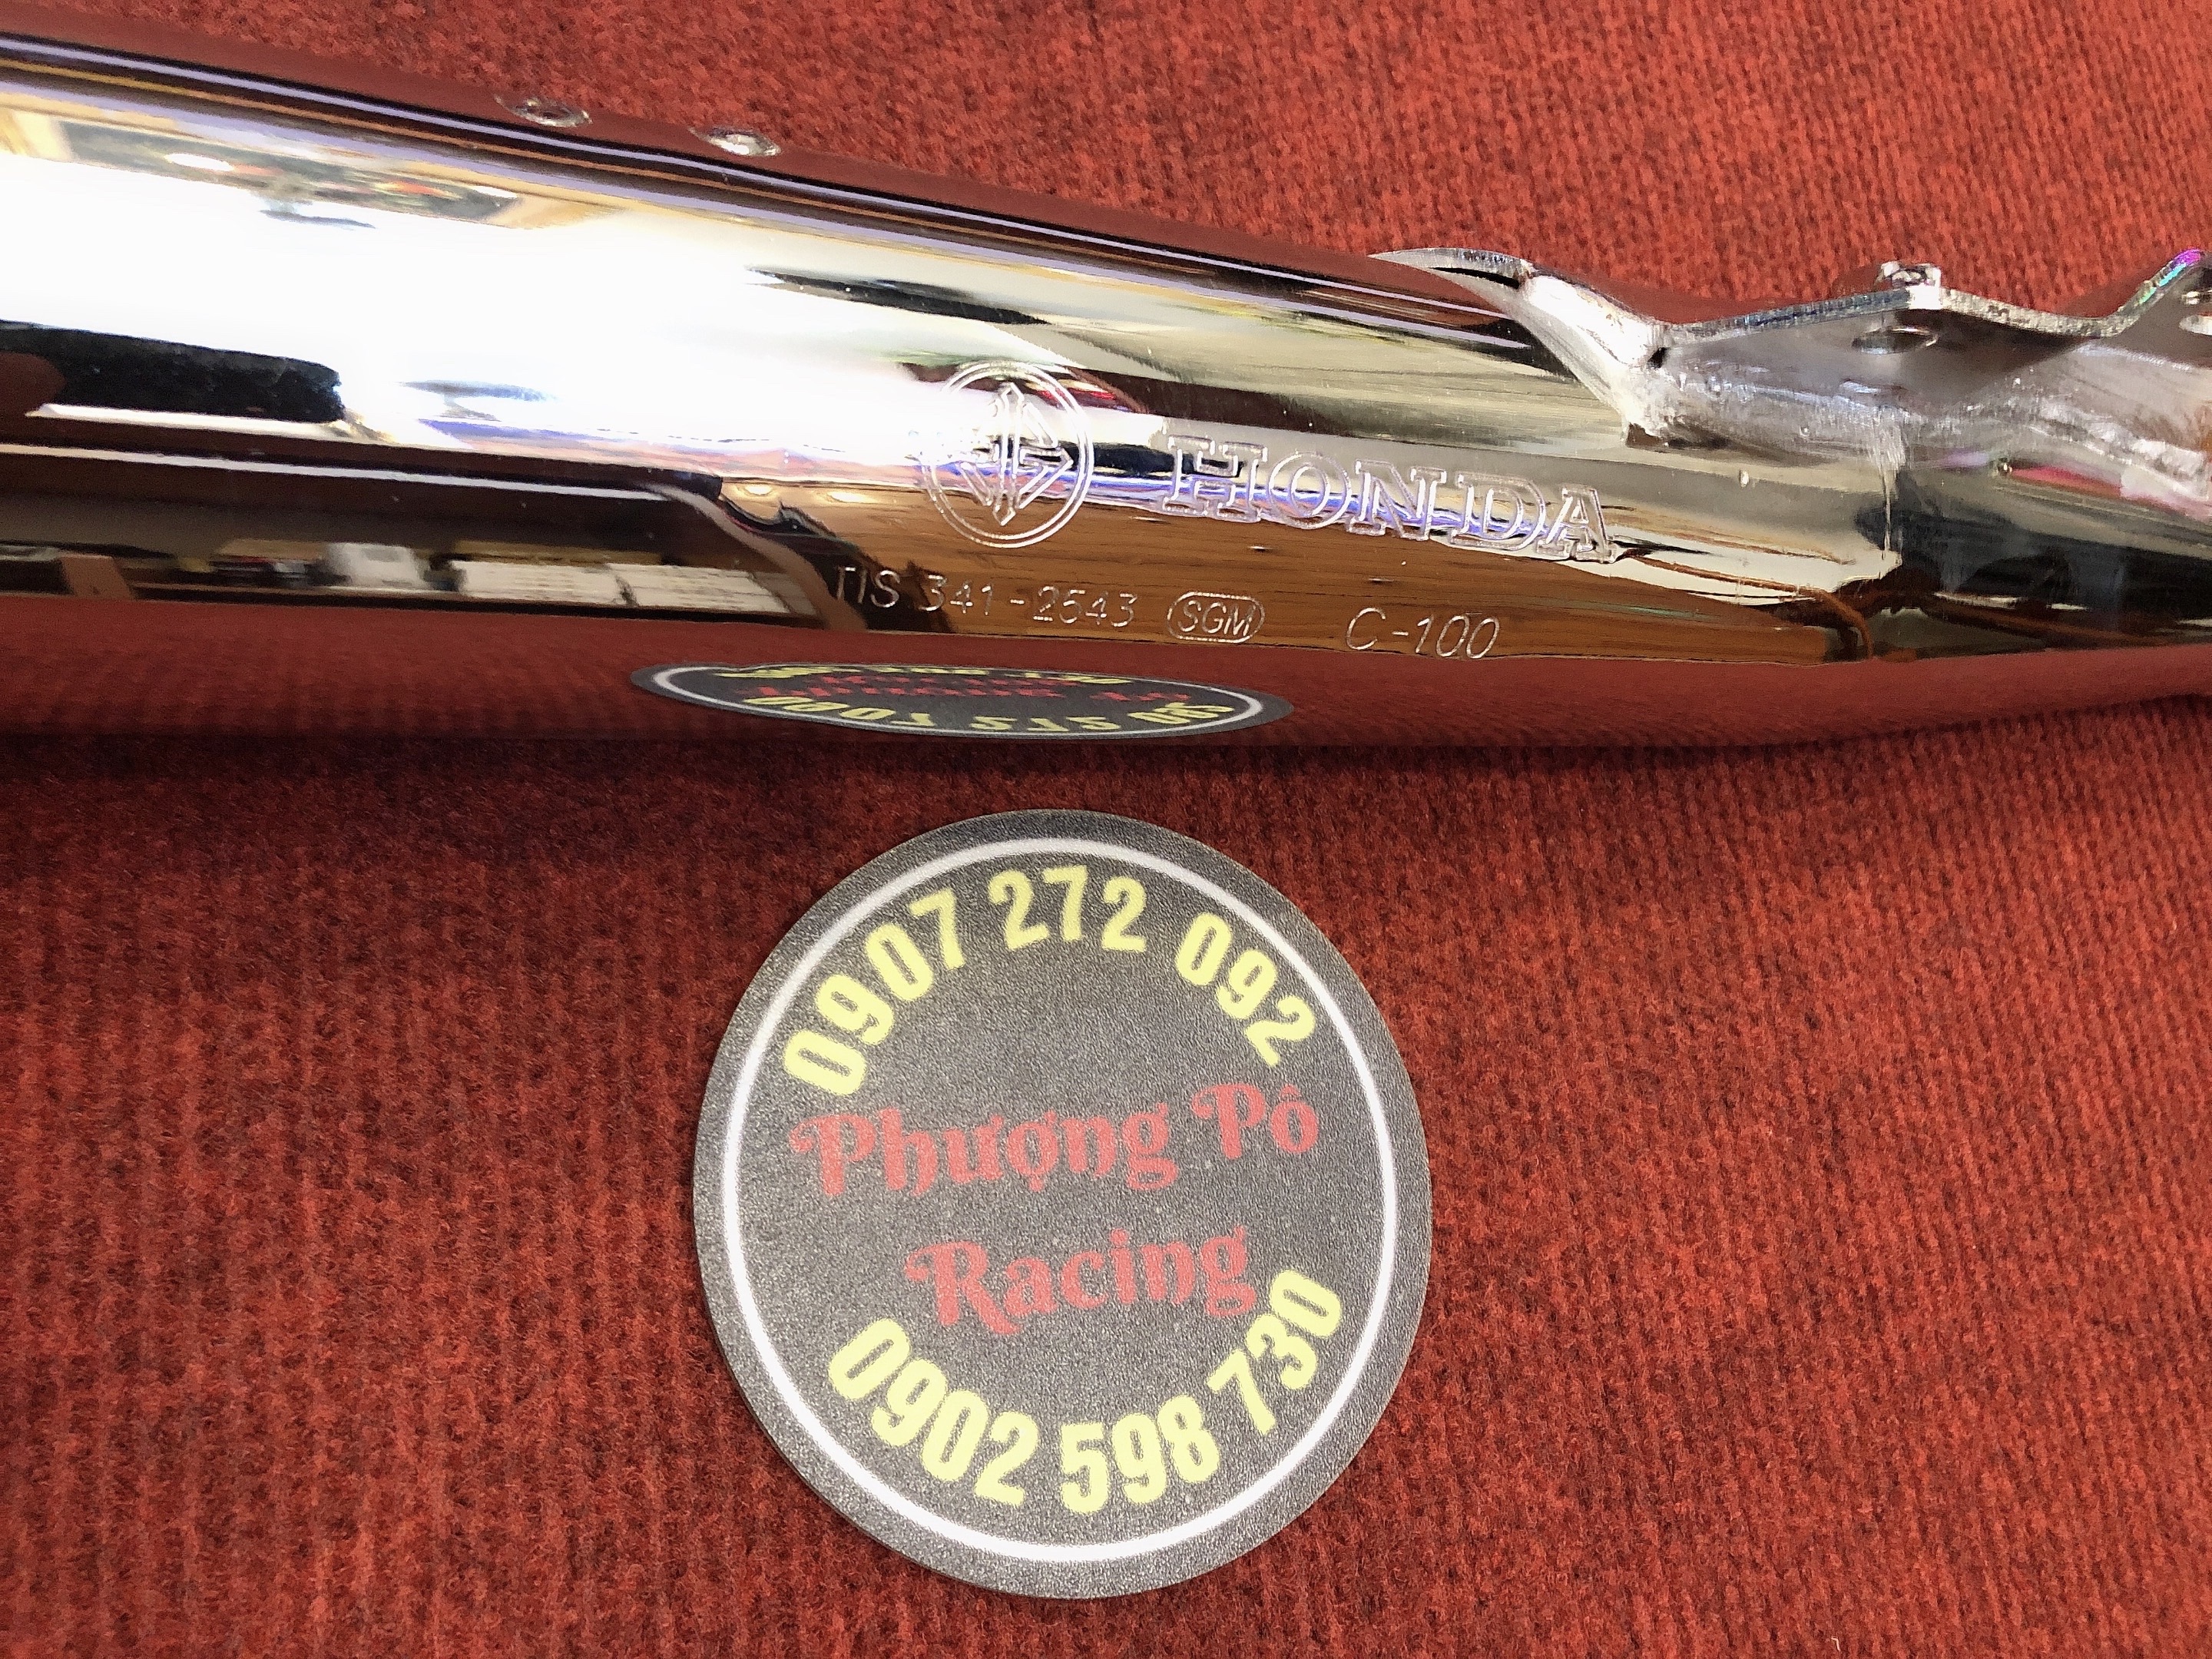 HONDA
TIS 341-2543 SGM C-100
0907 272 092
Phượng Pô
Racing
0902 598 730